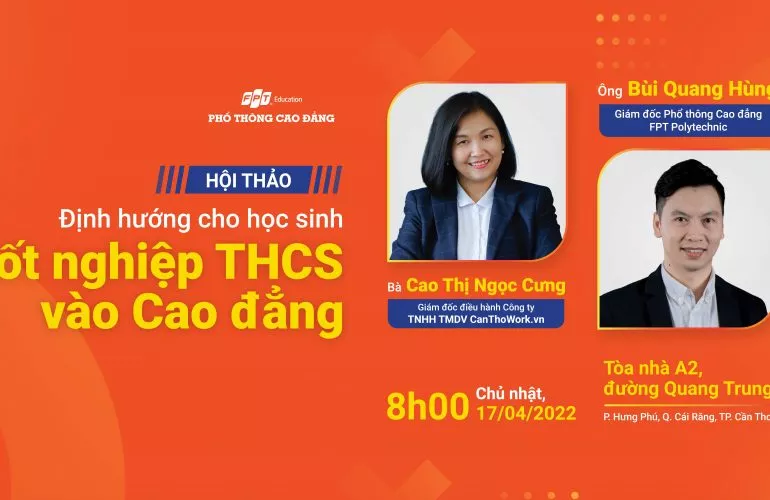 FPT Education
PHỔ THÔNG CAO ĐẲNG
HỘI THẢO
Định hướng cho học sinh
ốt nghiệp THCS
vào Cao đẳng
Bà Cao Thị Ngọc Cưng
Giám đốc điều hành Công ty
TNHH TMDV CanThoWork.vn
Ông Bùi Quang Hùng
Giám đốc Phổ thông Cao đẳng
FPT Polytechnic
8h00
Chủ nhật,
17/04/2022
Tòa nhà A2,
đường Quang Trung
P. Hưng Phú, Q. Cái Răng, TP. Cần Thơ